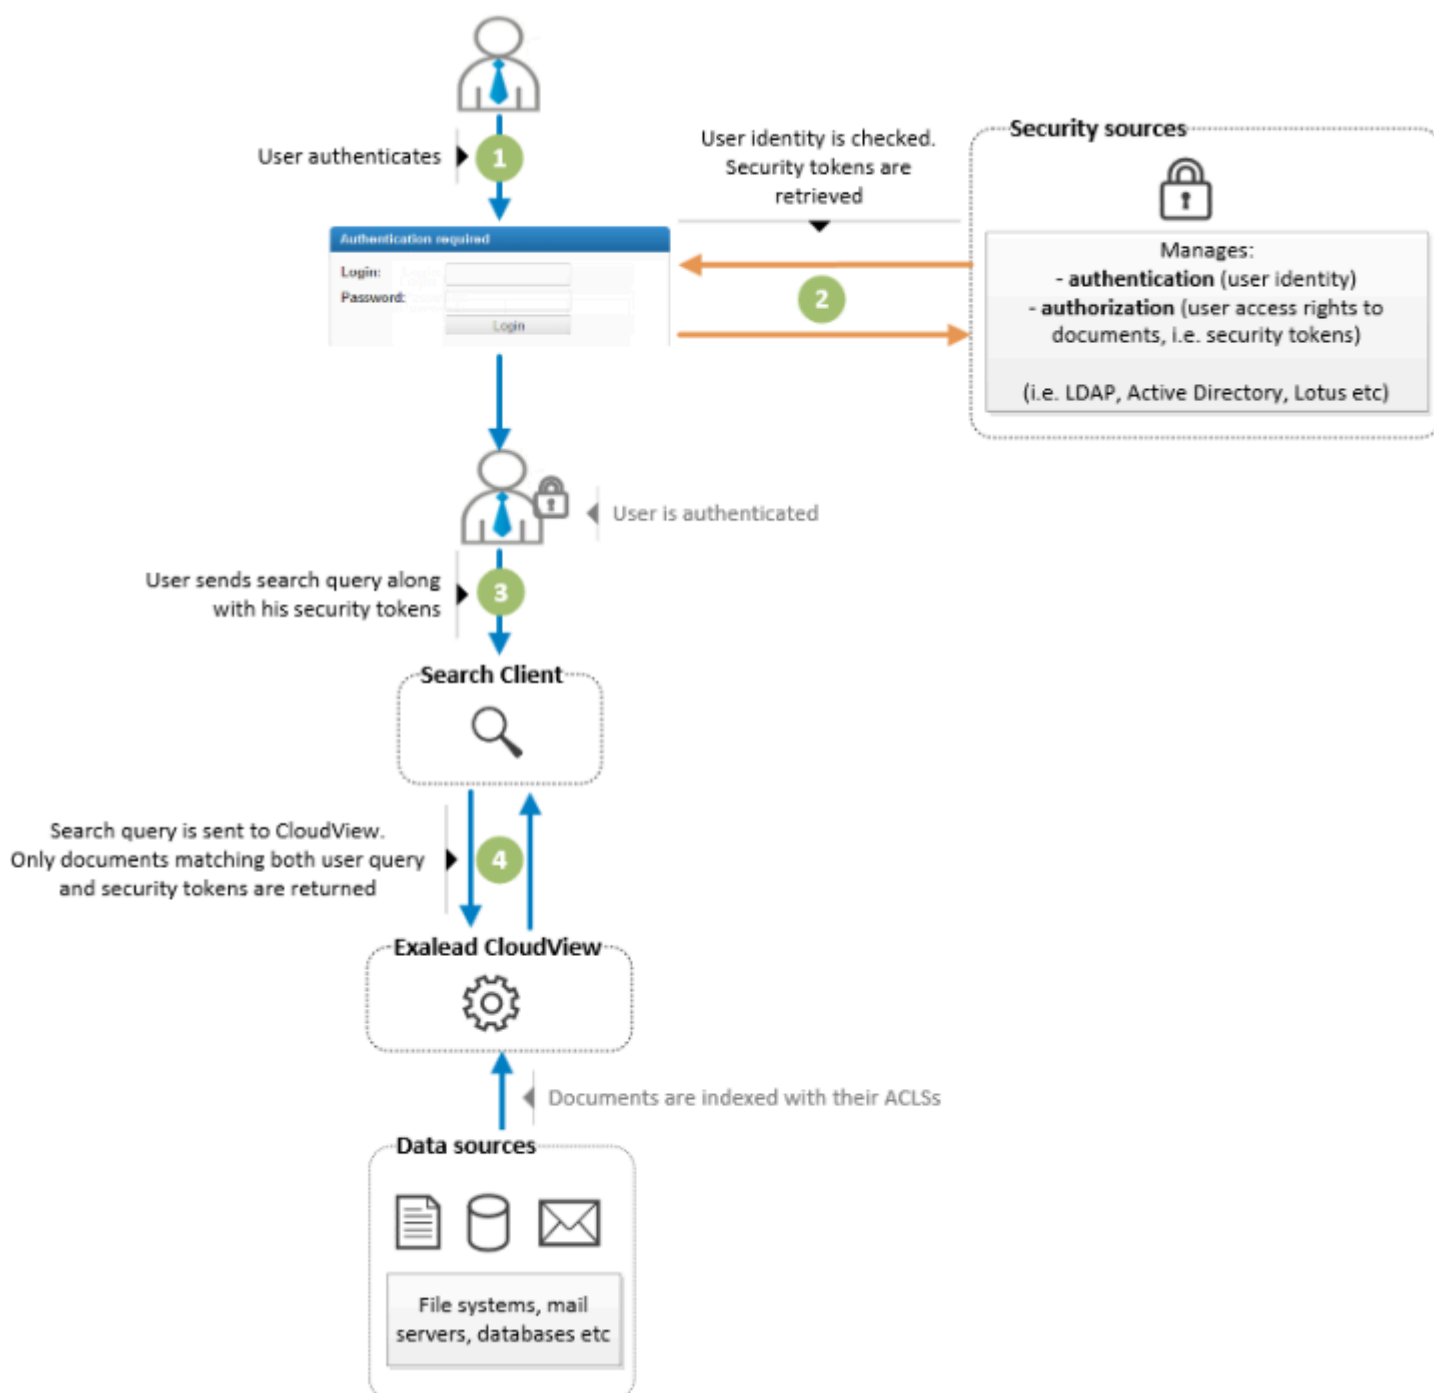 User authenticates
1
User identity is checked.
Security tokens are
retrieved
Security sources
Authentication required
Login:
Password:
Login
2
Manages:
- authentication (user identity)
- authorization (user access rights to
documents, i.e. security tokens)
(i.e. LDAP, Active Directory, Lotus etc)
User is authenticated
User sends search query along
with his security tokens
3
Search Client
Search query is sent to CloudView.
Only documents matching both user query
and security tokens are returned
4
Exalead CloudView
Documents are indexed with their ACLSs
Data sources
File systems, mail
servers, databases etc